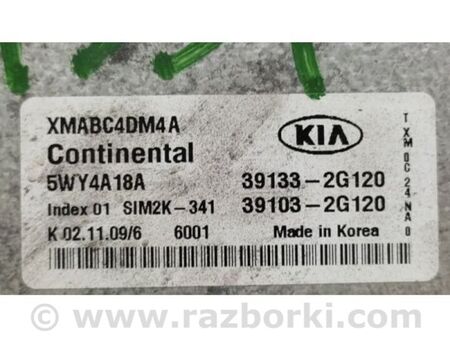 XMABC4DM4A
KIA
Continental
5WY4A18A 39133-2G120
Index 01 SIM2K-341 39103-2G120
K 02.11.09/6 6001 Made in Korea
TXM0C24NA0
© www.razborki.com